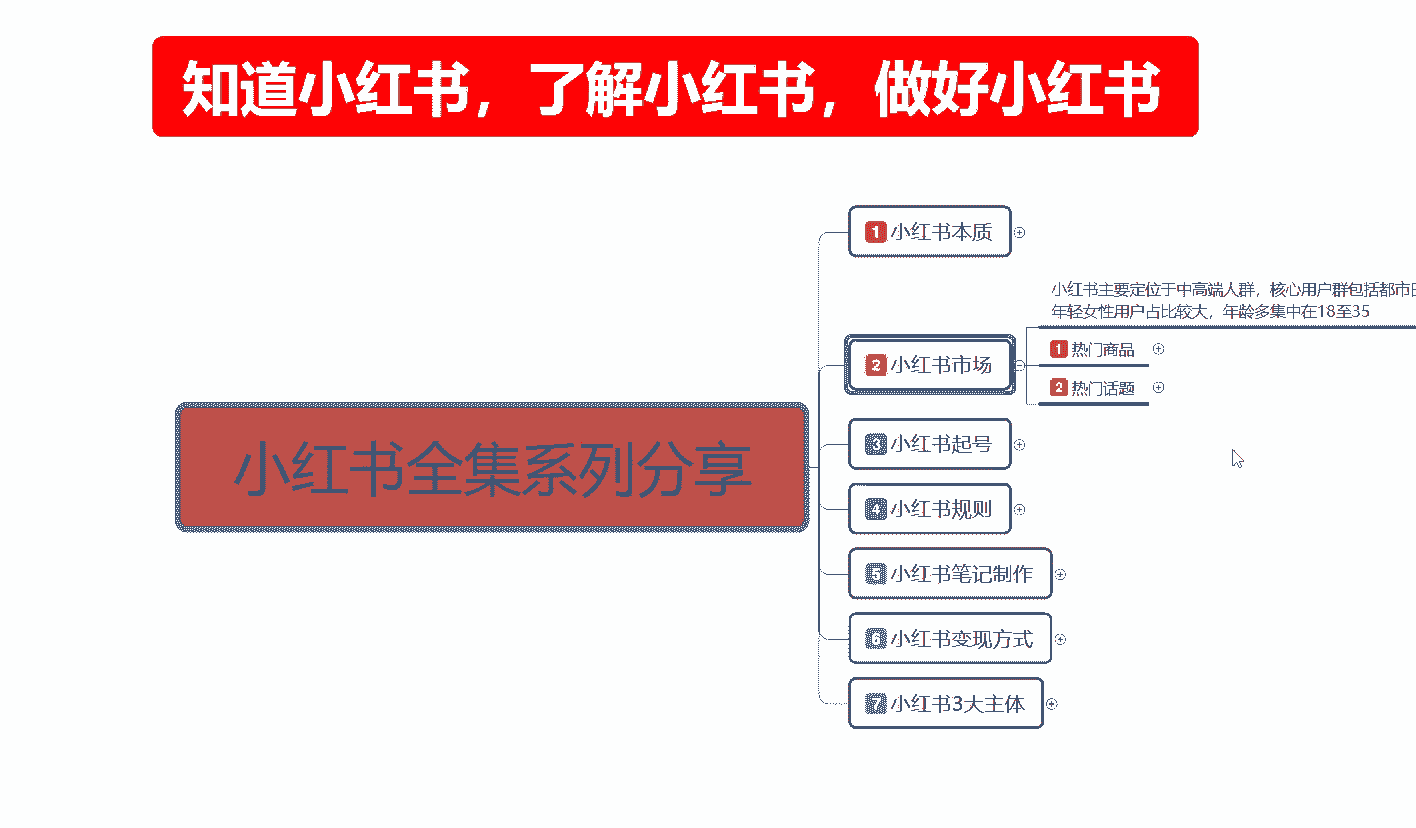 知道小红书，了解小红书，做好小红书
小红书全集系列分享
1 小红书本质
2 小红书市场
小红书主要定位于中高端人群，核心用户群包括都市
年轻女性用户占比较大，年龄多集中在18至35
1 热门商品
2 热门话题
3 小红书起号
4 小红书规则
5 小红书笔记制作
6 小红书变现方式
7 小红书3大主体